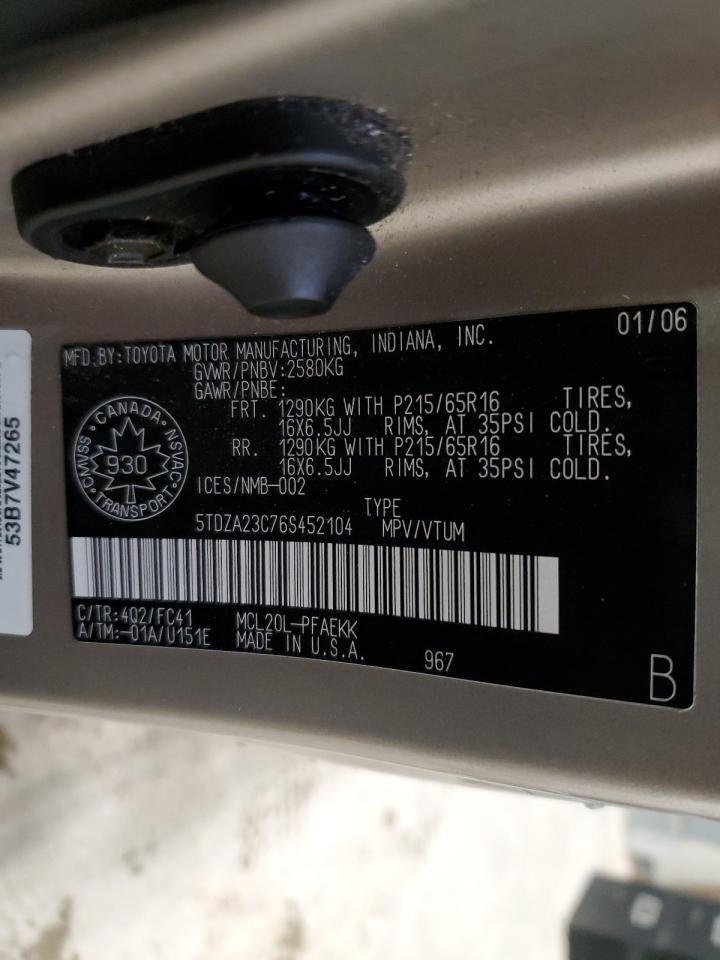 01/06
MFD.BY:TOYOTA MOTOR MANUFACTURING, INDIANA, INC.
GVWR/PNBV:2580KG
GAWR/PNBE:
FRT. 1290KG WITH P215/65R16 TIRES,
16X6.5JJ RIMS, AT 35PSI COLD.
RR. 1290KG WITH P215/65R16 TIRES,
16X6.5JJ RIMS, AT 35PSI COLD.
ICES/NMB-002
CANADA
CMVSS NSVAC
930
TRANSPORT
TYPE
5TDZA23C76S452104 MPV/VTUM
C/TR:4Q2/FC41 MCL20L-PFAEKK
A/TM:-01A/U151E MADE IN U.S.A.
967
B
53B7V47265